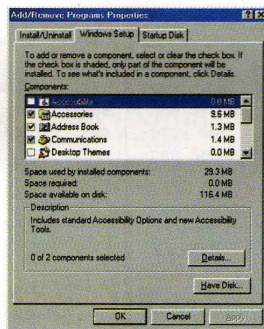 Add/Remove Programs Properties
Install/Uninstall Windows Setup Startup Disk
To add or remove a component, select or clear the check box. If
the check box is shaded, only part of the component will be
installed. To see what's included in a component, click Details.
Components:
Accessibility 0.0 MB
Accessories 9.6 MB
Address Book 1.3 MB
Communications 1.4 MB
Desktop Themes 0.0 MB
Space used by installed components: 29.3 MB
Space required: 0.0 MB
Space available on disk: 116.4 MB
Description
Includes standard Accessibility Options and new Accessibility
Tools.
0 of 2 components selected
Details...
Have Disk...
OK Cancel Apply